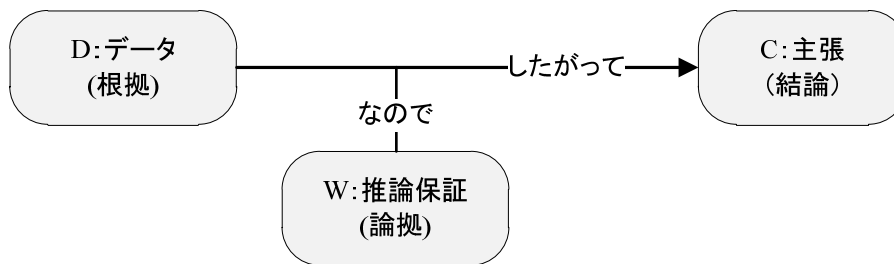 D:データ
(根拠)
したがって
C:主張
(結論)
なので
W:推論保証
(論拠)